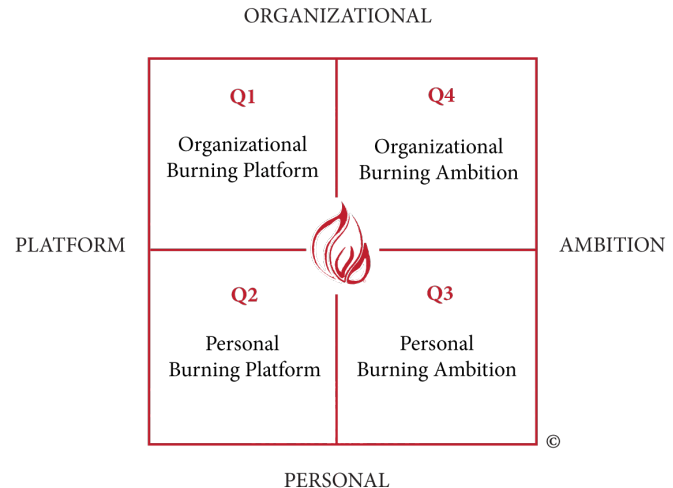 ORGANIZATIONAL
Q1
Organizational
Burning Platform
Q4
Organizational
Burning Ambition
PLATFORM
AMBITION
Q2
Personal
Burning Platform
Q3
Personal
Burning Ambition
©
PERSONAL